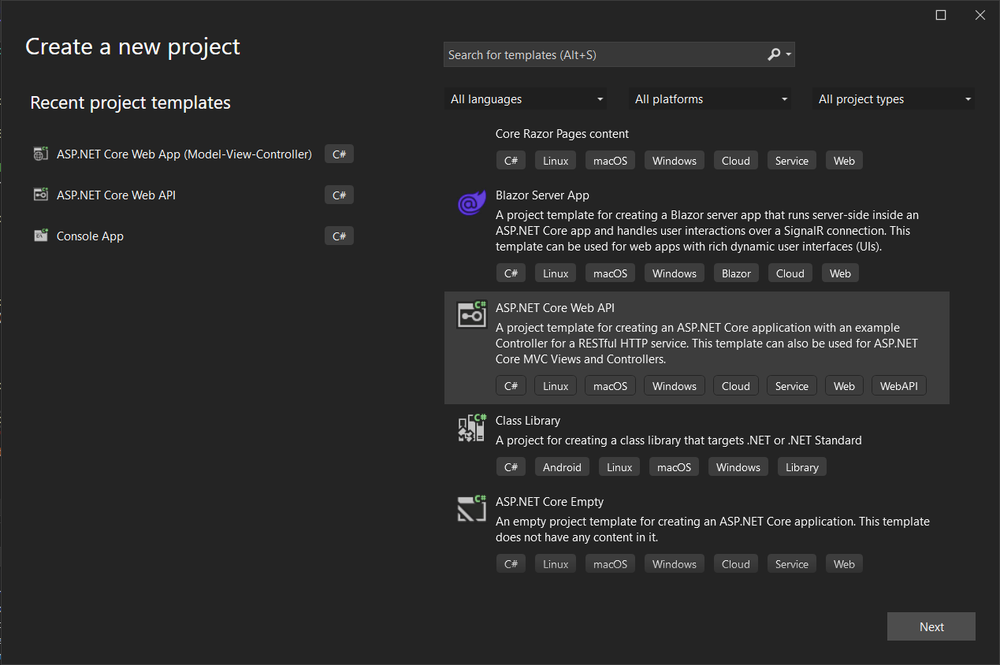 Create a new project
Search for templates (Alt+S)
Recent project templates
All languages
All platforms
All project types
ASP.NET Core Web App (Model-View-Controller) C#
ASP.NET Core Web API C#
Console App C#
Core Razor Pages content
C# Linux macOS Windows Cloud Service Web
Blazor Server App
A project template for creating a Blazor server app that runs server-side inside an
ASP.NET Core app and handles user interactions over a SignalR connection. This
template can be used for web apps with rich dynamic user interfaces (UIs).
C# Linux macOS Windows Blazor Cloud Web
C#
ASP.NET Core Web API
A project template for creating an ASP.NET Core application with an example
Controller for a RESTful HTTP service. This template can also be used for ASP.NET
Core MVC Views and Controllers.
C# Linux macOS Windows Cloud Service Web WebAPI
C#
Class Library
A project for creating a class library that targets .NET or .NET Standard
C# Android Linux macOS Windows Library
C#
ASP.NET Core Empty
An empty project template for creating an ASP.NET Core application. This template
does not have any content in it.
C# Linux macOS Windows Cloud Service Web
Next